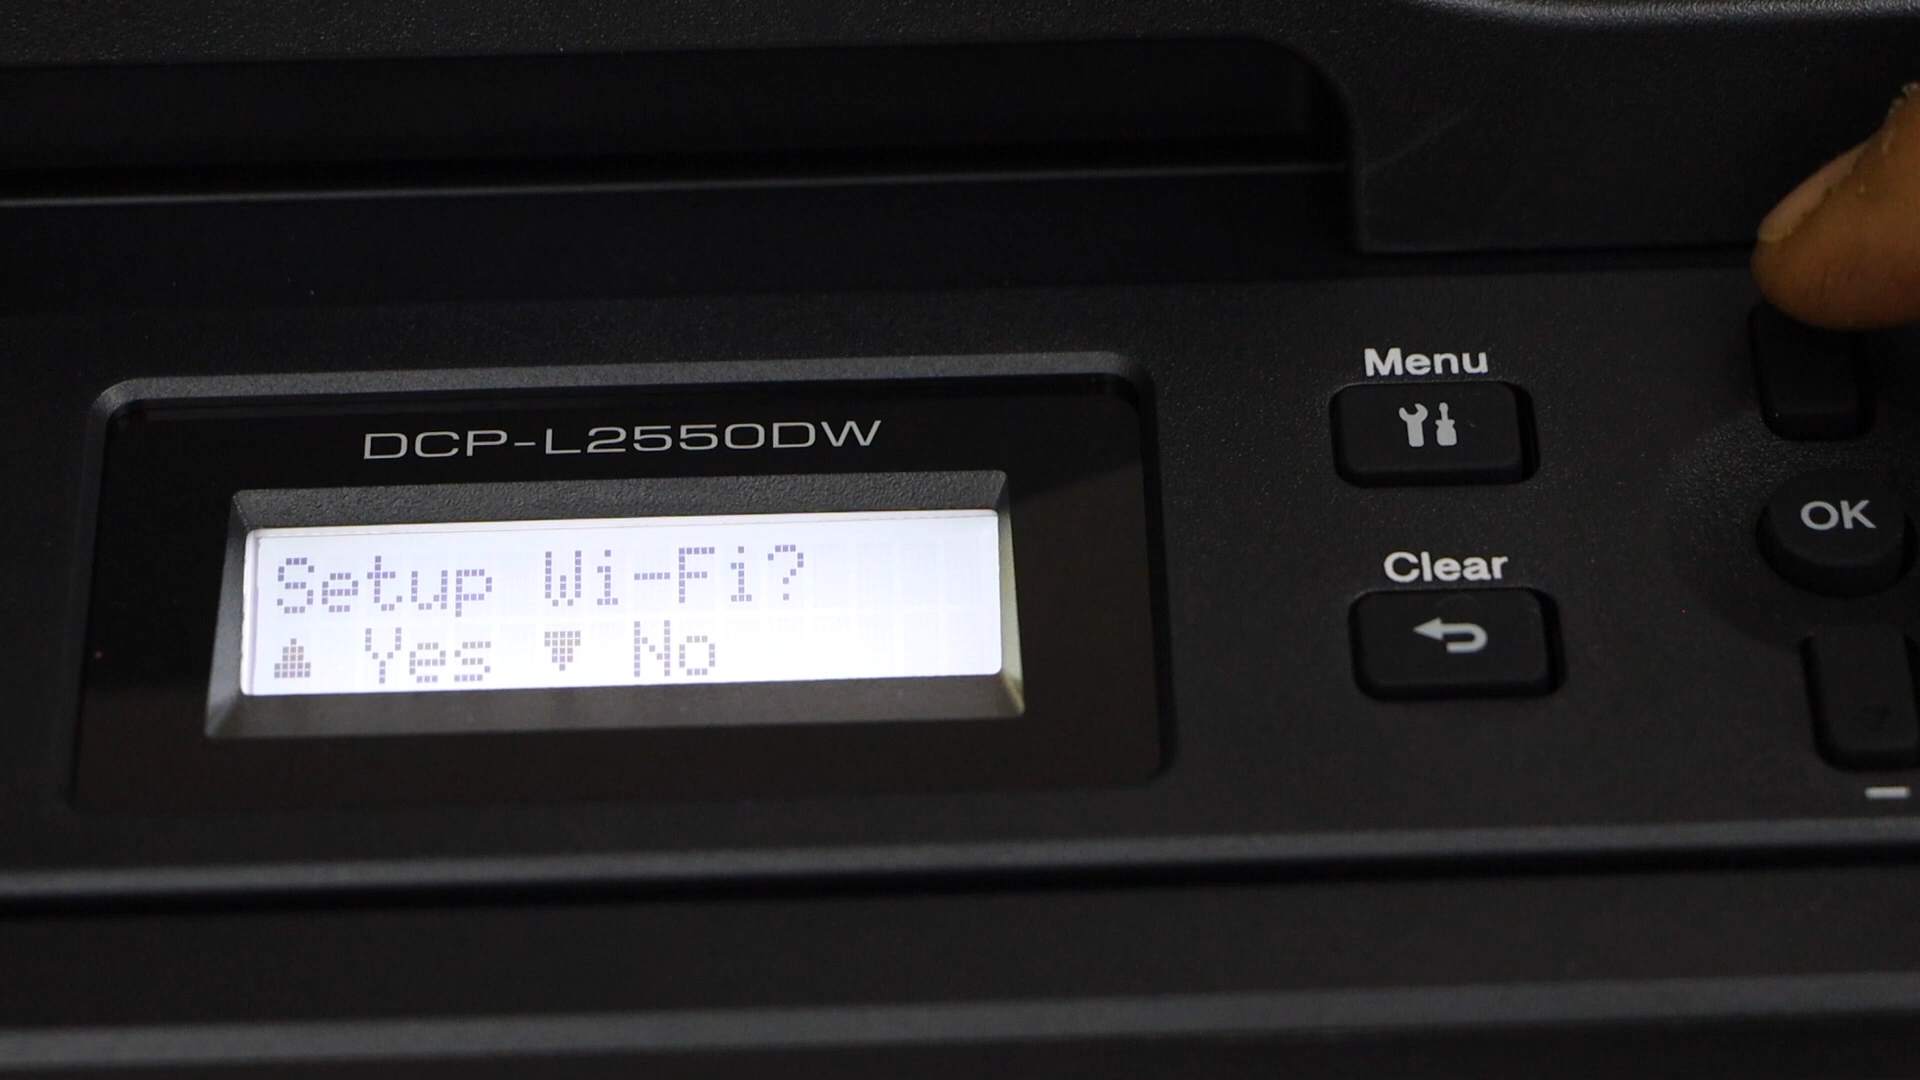 DCP-L2550DW
Setup Wi-Fi?
▲ Yes ▼ No
Menu
Clear
OK